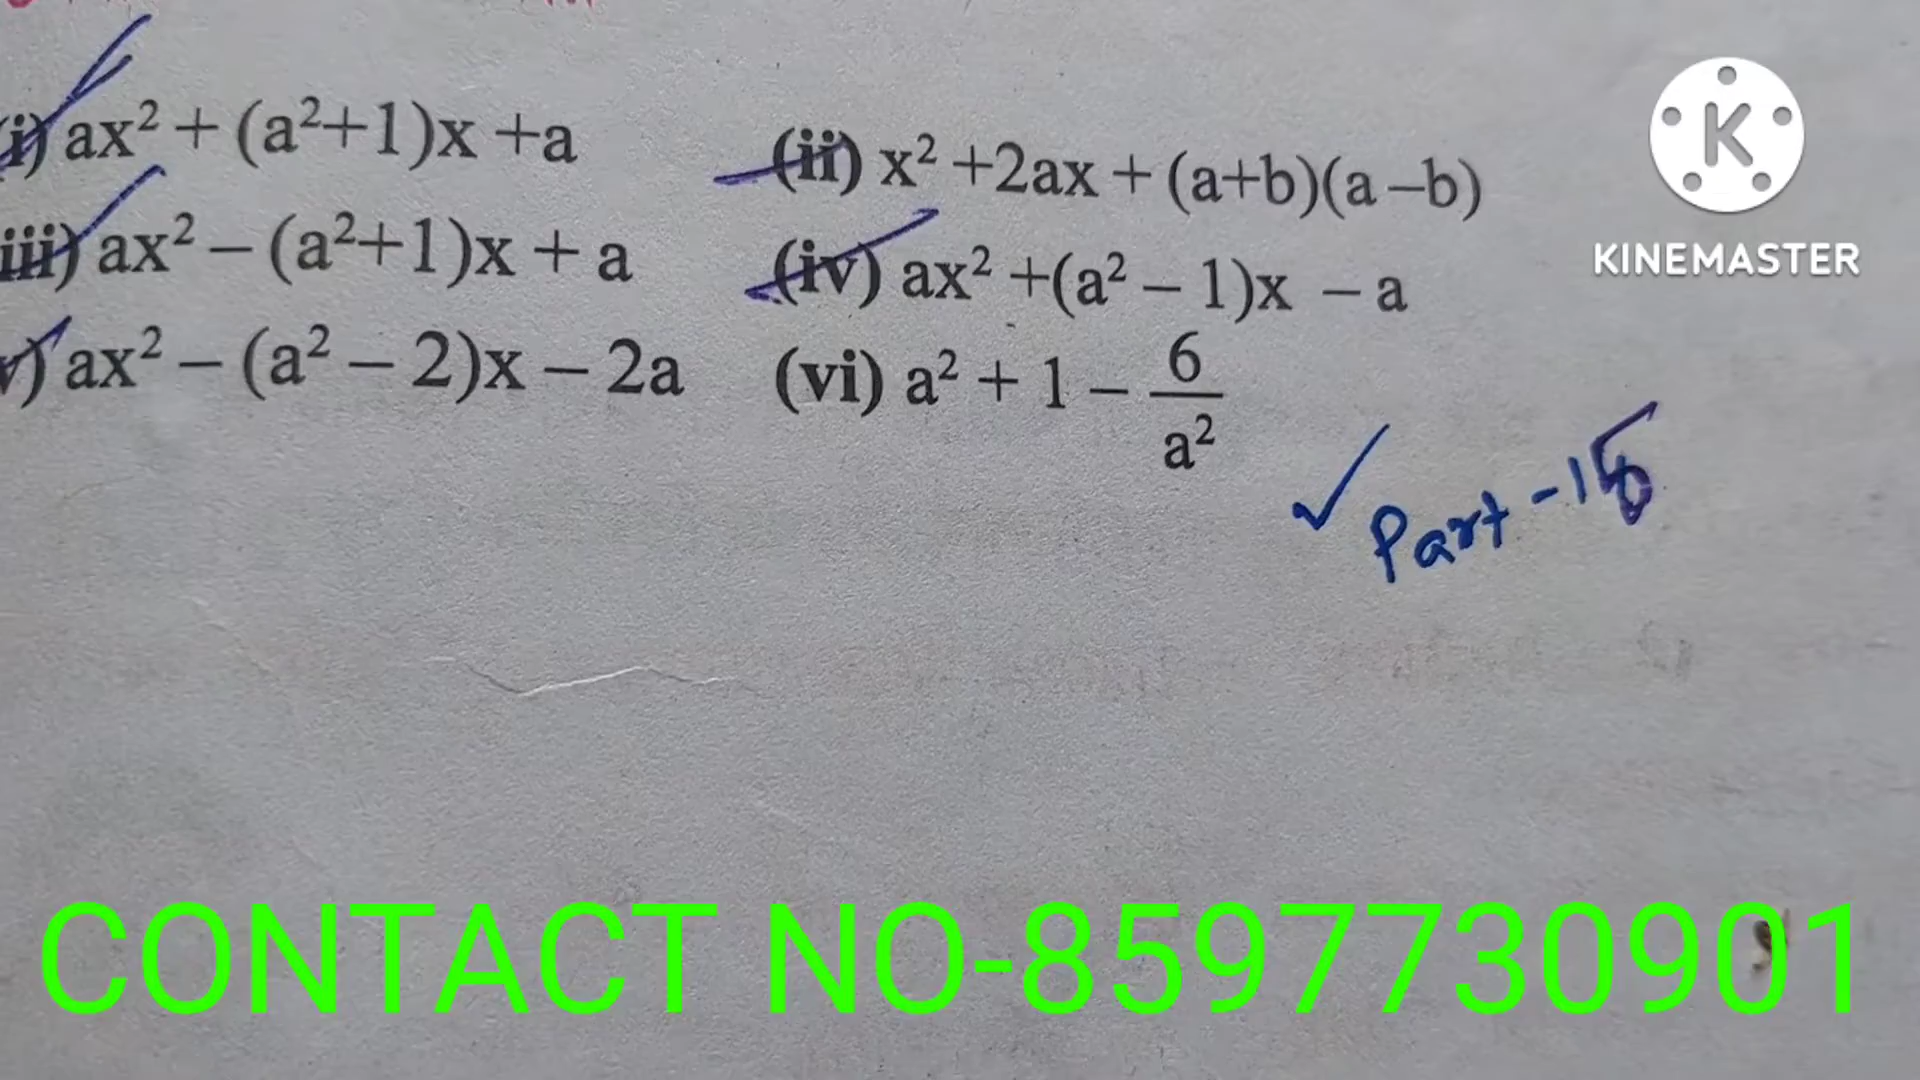 (i) ax² + (a²+1)x +a
(ii) x² +2ax + (a+b)(a –b)
iii) ax² – (a²+1)x + a
(iv) ax² +(a² – 1)x – a
v) ax² – (a² – 2)x – 2a
(vi) a² + 1 – 6/a²
✓ Part -
K
KINEMASTER
CONTACT NO-8597730901